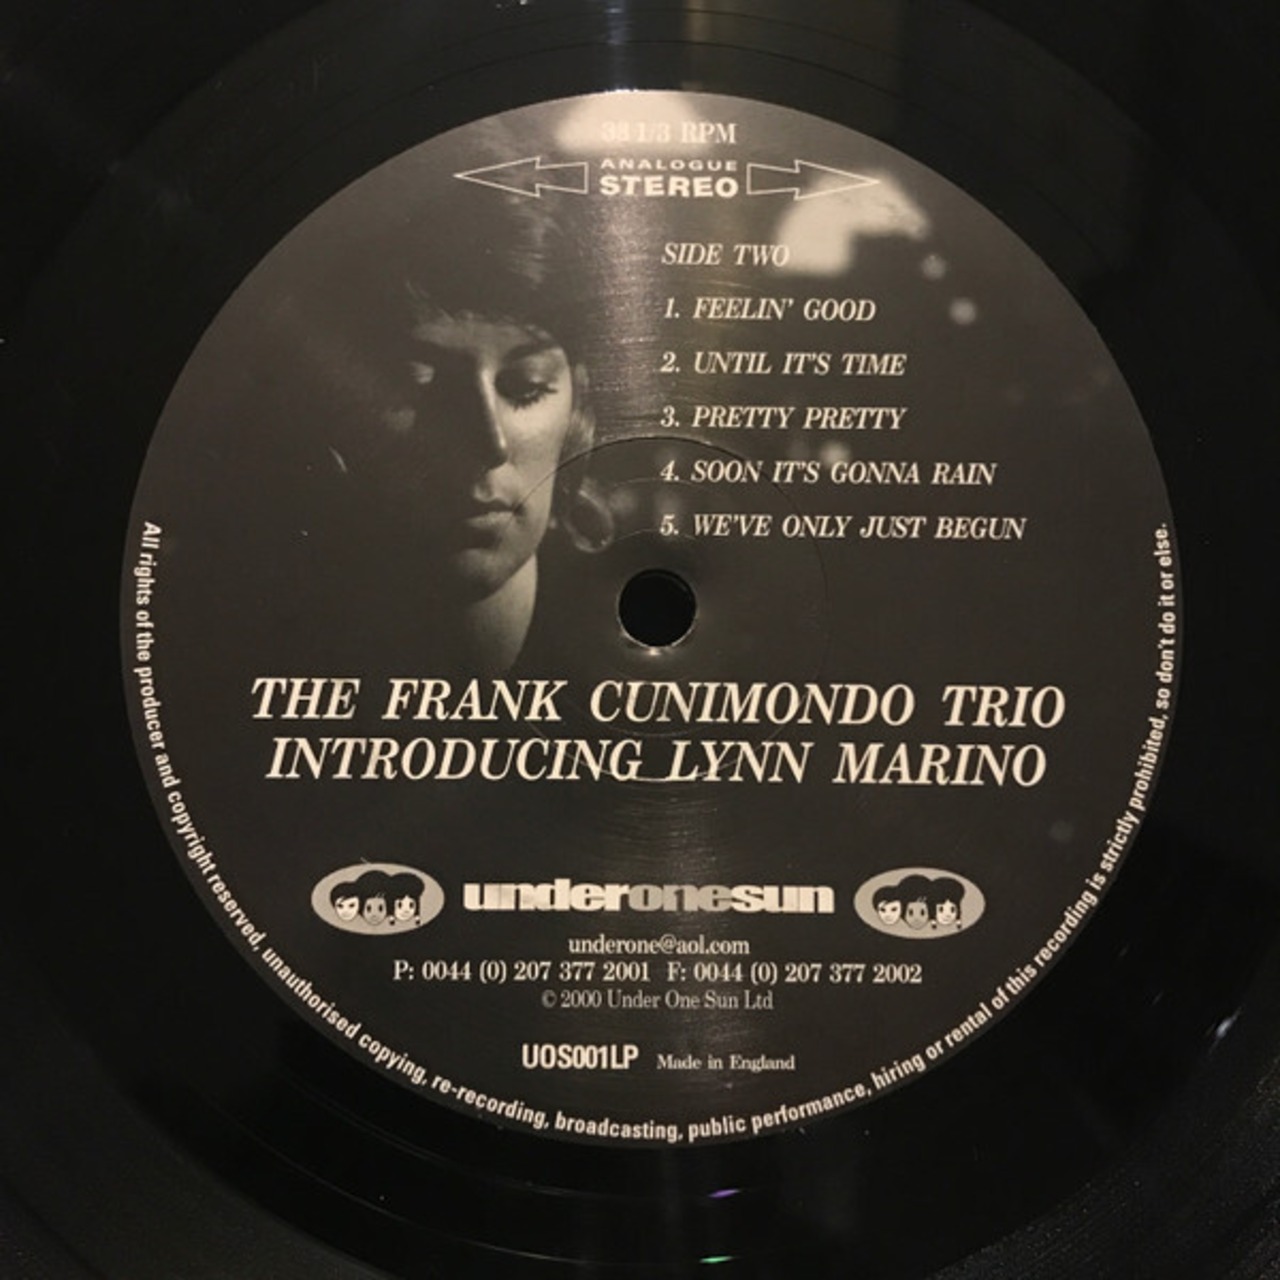 33 1/3 RPM
ANALOGUE
STEREO
SIDE TWO
1. FEELIN' GOOD
2. UNTIL IT'S TIME
3. PRETTY PRETTY
4. SOON IT'S GONNA RAIN
5. WE'VE ONLY JUST BEGUN
THE FRANK CUNIMONDO TRIO
INTRODUCING LYNN MARINO
underonesun
underone@aol.com
P: 0044 (0) 207 377 2001 F: 0044 (0) 207 377 2002
© 2000 Under One Sun Ltd
UOS001LP Made in England
All rights of the producer and copyright reserved, unauthorised copying, re-recording, broadcasting, public performance, hiring or rental of this recording is strictly prohibited, so don't do it or else.